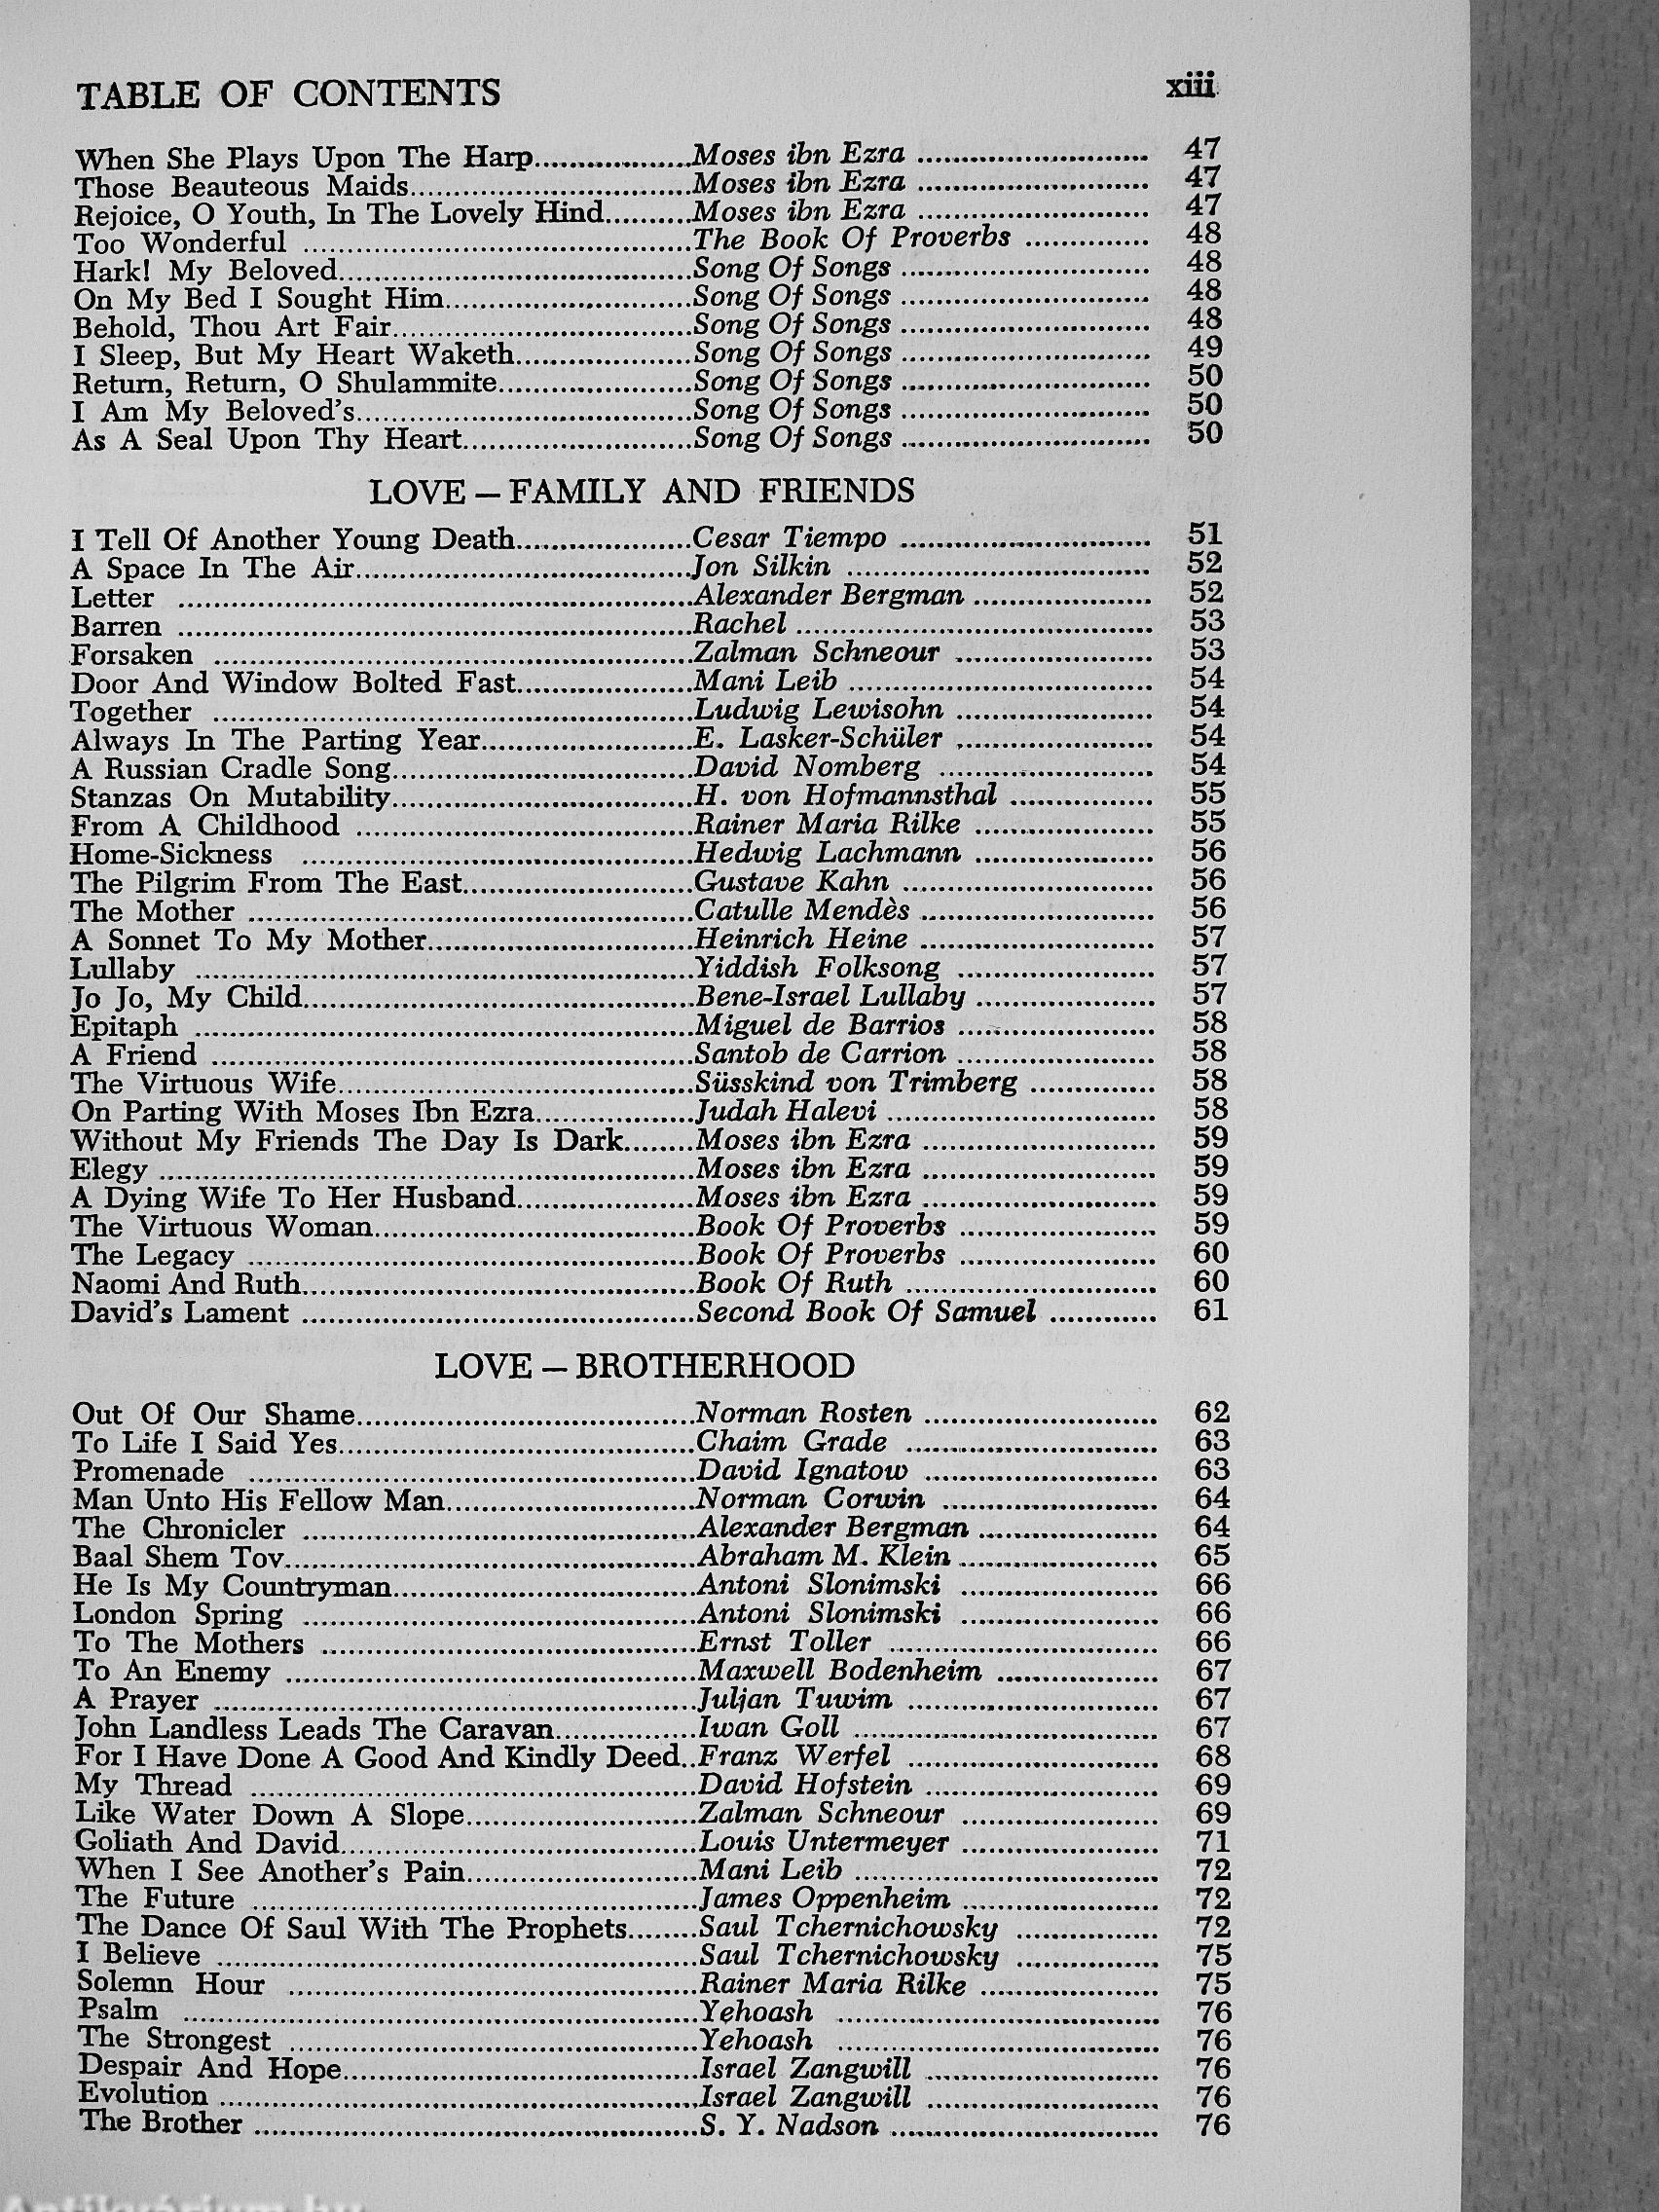 TABLE OF CONTENTS xiii
When She Plays Upon The Harp..................Moses ibn Ezra .......................... 47
Those Beauteous Maids................................Moses ibn Ezra .......................... 47
Rejoice, O Youth, In The Lovely Hind..........Moses ibn Ezra .......................... 47
Too Wonderful ............................................The Book Of Proverbs .............. 48
Hark! My Beloved........................................Song Of Songs ............................ 48
On My Bed I Sought Him............................Song Of Songs ............................ 48
Behold, Thou Art Fair..................................Song Of Songs ............................ 48
I Sleep, But My Heart Waketh....................Song Of Songs ............................ 49
Return, Return, O Shulammite......................Song Of Songs ............................ 50
I Am My Beloved's......................................Song Of Songs ............................ 50
As A Seal Upon Thy Heart..........................Song Of Songs ............................ 50
LOVE — FAMILY AND FRIENDS
I Tell Of Another Young Death....................Cesar Tiempo ............................ 51
A Space In The Air......................................Jon Silkin .................................. 52
Letter ..........................................................Alexander Bergman .................... 52
Barren ..........................................................Rachel ........................................ 53
Forsaken ......................................................Zalman Schneour ...................... 53
Door And Window Bolted Fast....................Mani Leib .................................. 54
Together ......................................................Ludwig Lewisohn ...................... 54
Always In The Parting Year........................E. Lasker-Schüler ...................... 54
A Russian Cradle Song..................................David Nomberg ........................ 54
Stanzas On Mutability..................................H. von Hofmannsthal ................ 55
From A Childhood ......................................Rainer Maria Rilke .................... 55
Home-Sickness ............................................Hedwig Lachmann .................... 56
The Pilgrim From The East..........................Gustave Kahn ............................ 56
The Mother ..................................................Catulle Mendès .......................... 56
A Sonnet To My Mother..............................Heinrich Heine .......................... 57
Lullaby ........................................................Yiddish Folksong ...................... 57
Jo Jo, My Child............................................Bene-Israel Lullaby .................... 57
Epitaph ........................................................Miguel de Barrios ...................... 58
A Friend ......................................................Santob de Carrion ...................... 58
The Virtuous Wife........................................Süsskind von Trimberg .............. 58
On Parting With Moses Ibn Ezra..................Judah Halevi .............................. 58
Without My Friends The Day Is Dark........Moses ibn Ezra .......................... 59
Elegy ............................................................Moses ibn Ezra .......................... 59
A Dying Wife To Her Husband....................Moses ibn Ezra .......................... 59
The Virtuous Woman....................................Book Of Proverbs ...................... 59
The Legacy ..................................................Book Of Proverbs ...................... 60
Naomi And Ruth............................................Book Of Ruth ............................ 60
David's Lament ............................................Second Book Of Samuel ............ 61
LOVE — BROTHERHOOD
Out Of Our Shame......................................Norman Rosten .......................... 62
To Life I Said Yes........................................Chaim Grade ............................ 63
Promenade ..................................................David Ignatow .......................... 63
Man Unto His Fellow Man............................Norman Corwin ........................ 64
The Chronicler ............................................Alexander Bergman .................... 64
Baal Shem Tov..............................................Abraham M. Klein ...................... 65
He Is My Countryman..................................Antoni Slonimski ...................... 66
London Spring ............................................Antoni Slonimski ...................... 66
To The Mothers ..........................................Ernst Toller .............................. 66
To An Enemy ..............................................Maxwell Bodenheim .................. 67
A Prayer ......................................................Julian Tuwim ............................ 67
John Landless Leads The Caravan................Iwan Goll .................................. 67
For I Have Done A Good And Kindly Deed..Franz Werfel ............................ 68
My Thread ..................................................David Hofstein .......................... 69
Like Water Down A Slope..........................Zalman Schneour ...................... 69
Goliath And David........................................Louis Untermeyer ...................... 71
When I See Another's Pain..........................Mani Leib .................................. 72
The Future ..................................................James Oppenheim ...................... 72
The Dance Of Saul With The Prophets........Saul Tchernichowsky ................ 72
I Believe ......................................................Saul Tchernichowsky ................ 75
Solemn Hour ..............................................Rainer Maria Rilke .................... 75
Psalm ..........................................................Yehoash .................................... 76
The Strongest ..............................................Yehoash .................................... 76
Despair And Hope........................................Israel Zangwill .......................... 76
Evolution ......................................................Israel Zangwill .......................... 76
The Brother ..................................................S. Y. Nadson .............................. 76